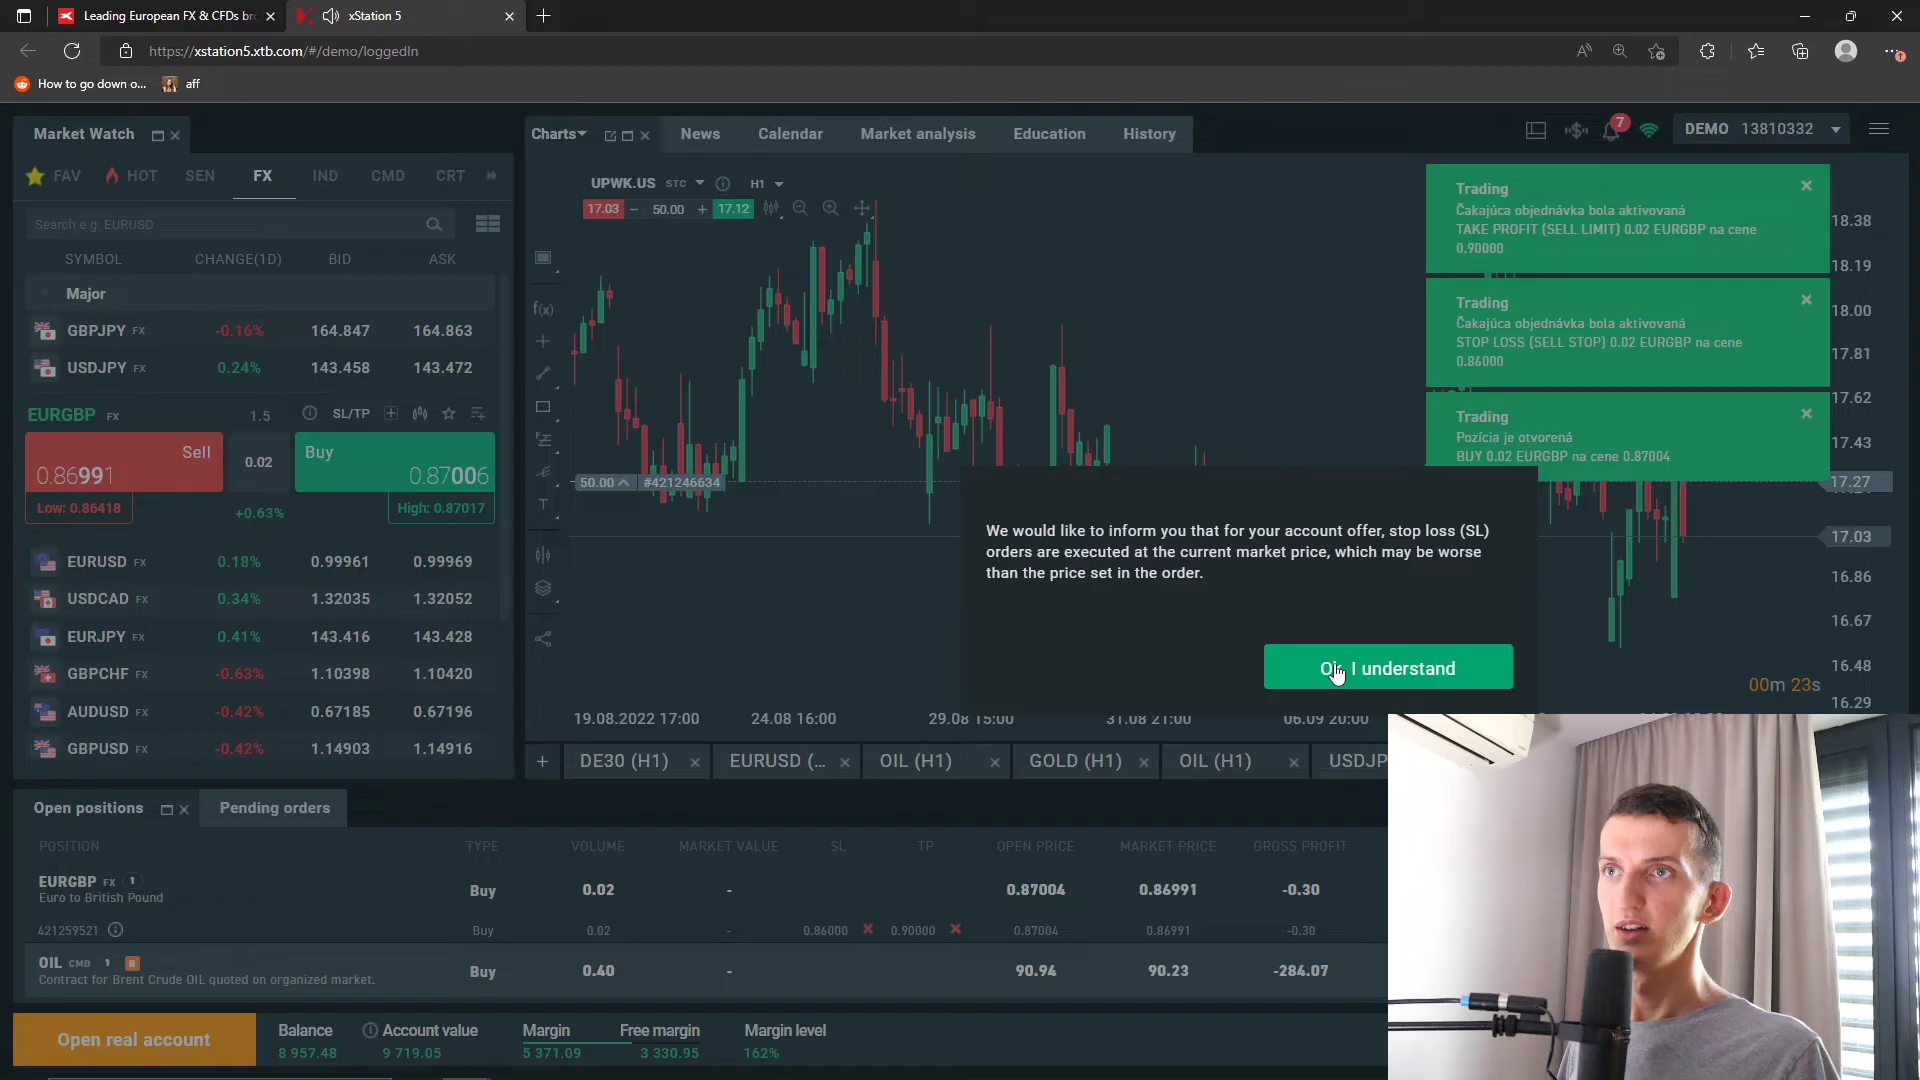 Leading European FX & CFDs br
xStation 5
https://xstation5.xtb.com/#/demo/loggedIn
How to go down o...
aff
Market Watch
FAV HOT SEN FX IND CMD CRT
Search e.g. EURUSD
SYMBOL CHANGE(1D) BID ASK
Major
GBPJPY FX -0.16% 164.847 164.863
USDJPY FX 0.24% 143.458 143.472
EURGBP FX 1.5 SL/TP
Sell 0.86991
0.02
Buy 0.87006
Low: 0.86418 +0.63% High: 0.87017
EURUSD FX 0.18% 0.99961 0.99969
USDCAD FX 0.34% 1.32035 1.32052
EURJPY FX 0.41% 143.416 143.428
GBPCHF FX -0.63% 1.10398 1.10420
AUDUSD FX -0.42% 0.67185 0.67196
GBPUSD FX -0.42% 1.14903 1.14916
Charts News Calendar Market analysis Education History
7
DEMO 13810332
UPWK.US STC H1
17.03 − 50.00 + 17.12
f(x)
T
50.00 #421246634
Trading
Čakajúca objednávka bola aktivovaná
TAKE PROFIT (SELL LIMIT) 0.02 EURGBP na cene
0.90000
Trading
Čakajúca objednávka bola aktivovaná
STOP LOSS (SELL STOP) 0.02 EURGBP na cene
0.86000
Trading
Pozícia je otvorená
BUY 0.02 EURGBP na cene 0.87004
18.38
18.19
18.00
17.81
17.62
17.43
17.27
17.03
16.86
16.67
16.48
16.29
We would like to inform you that for your account offer, stop loss (SL)
orders are executed at the current market price, which may be worse
than the price set in the order.
I understand
00m 23s
19.08.2022 17:00 24.08 16:00 29.08 15:00 31.08 21:00 06.09 20:00
DE30 (H1) EURUSD (... OIL (H1) GOLD (H1) OIL (H1) USDJP
Open positions Pending orders
POSITION TYPE VOLUME MARKET VALUE SL TP OPEN PRICE MARKET PRICE GROSS PROFIT
EURGBP FX 1 Buy 0.02 - 0.87004 0.86991 -0.30
Euro to British Pound
421259521 Buy 0.02 - 0.86000 0.90000 0.87004 0.86991 -0.30
OIL CMD 1 R Buy 0.40 - 90.94 90.23 -284.07
Contract for Brent Crude OIL quoted on organized market.
Open real account
Balance Account value Margin Free margin Margin level
8 957.48 9 719.05 5 371.09 3 330.95 162%